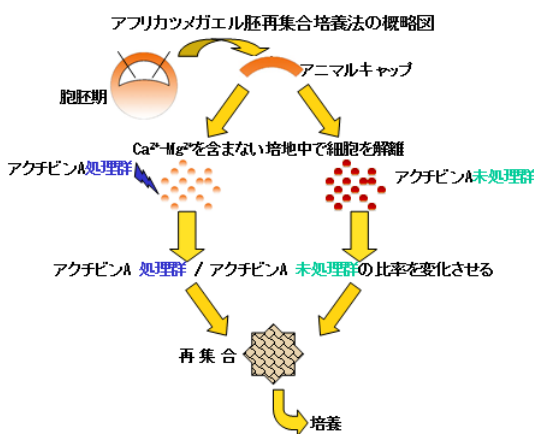 アフリカツメガエル胚再集合培養法の概略図
アニマルキャップ
胞胚期
Ca²⁺-Mg²⁺を含まない培地中で細胞を解離
アクチビンA処理群
アクチビンA未処理群
アクチビンA 処理群 / アクチビンA 未処理群の比率を変化させる
再 集 合
培養